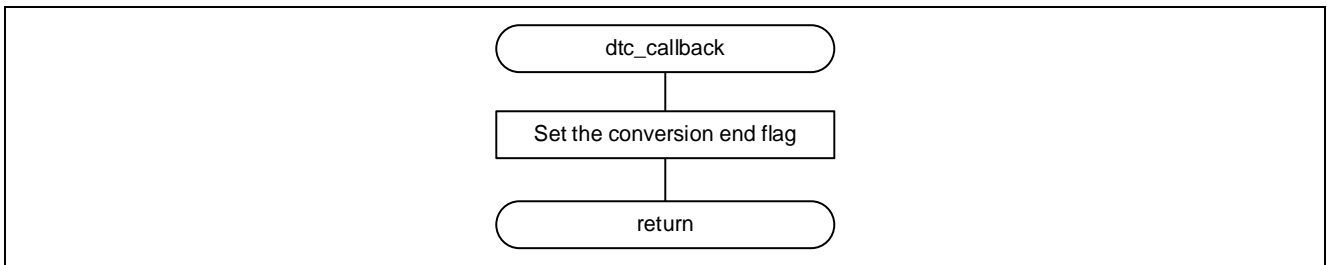 dtc_callback
Set the conversion end flag
return